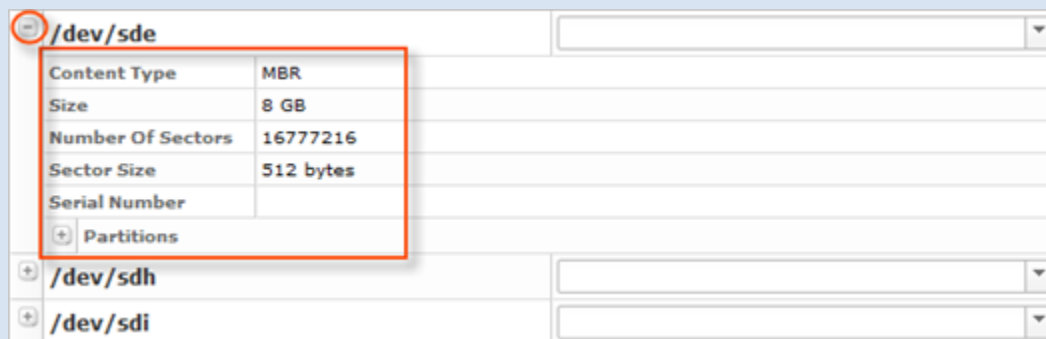 /dev/sde
Content Type MBR
Size 8 GB
Number Of Sectors 16777216
Sector Size 512 bytes
Serial Number
Partitions
/dev/sdh
/dev/sdi